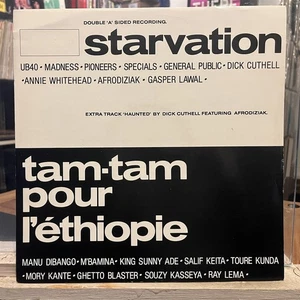 DOUBLE 'A' SIDED RECORDING.
starvation
UB40 • MADNESS • PIONEERS • SPECIALS • GENERAL PUBLIC • DICK CUTHELL
• ANNIE WHITEHEAD • AFRODIZIAK • GASPER LAWAL •
EXTRA TRACK 'HAUNTED' BY DICK CUTHELL FEATURING AFRODIZIAK.
tam-tam
pour
l'éthiopie
MANU DIBANGO • M'BAMINA • KING SUNNY ADE • SALIF KEITA • TOURE KUNDA
• MORY KANTE • GHETTO BLASTER • SOUZY KASSEYA • RAY LEMA •